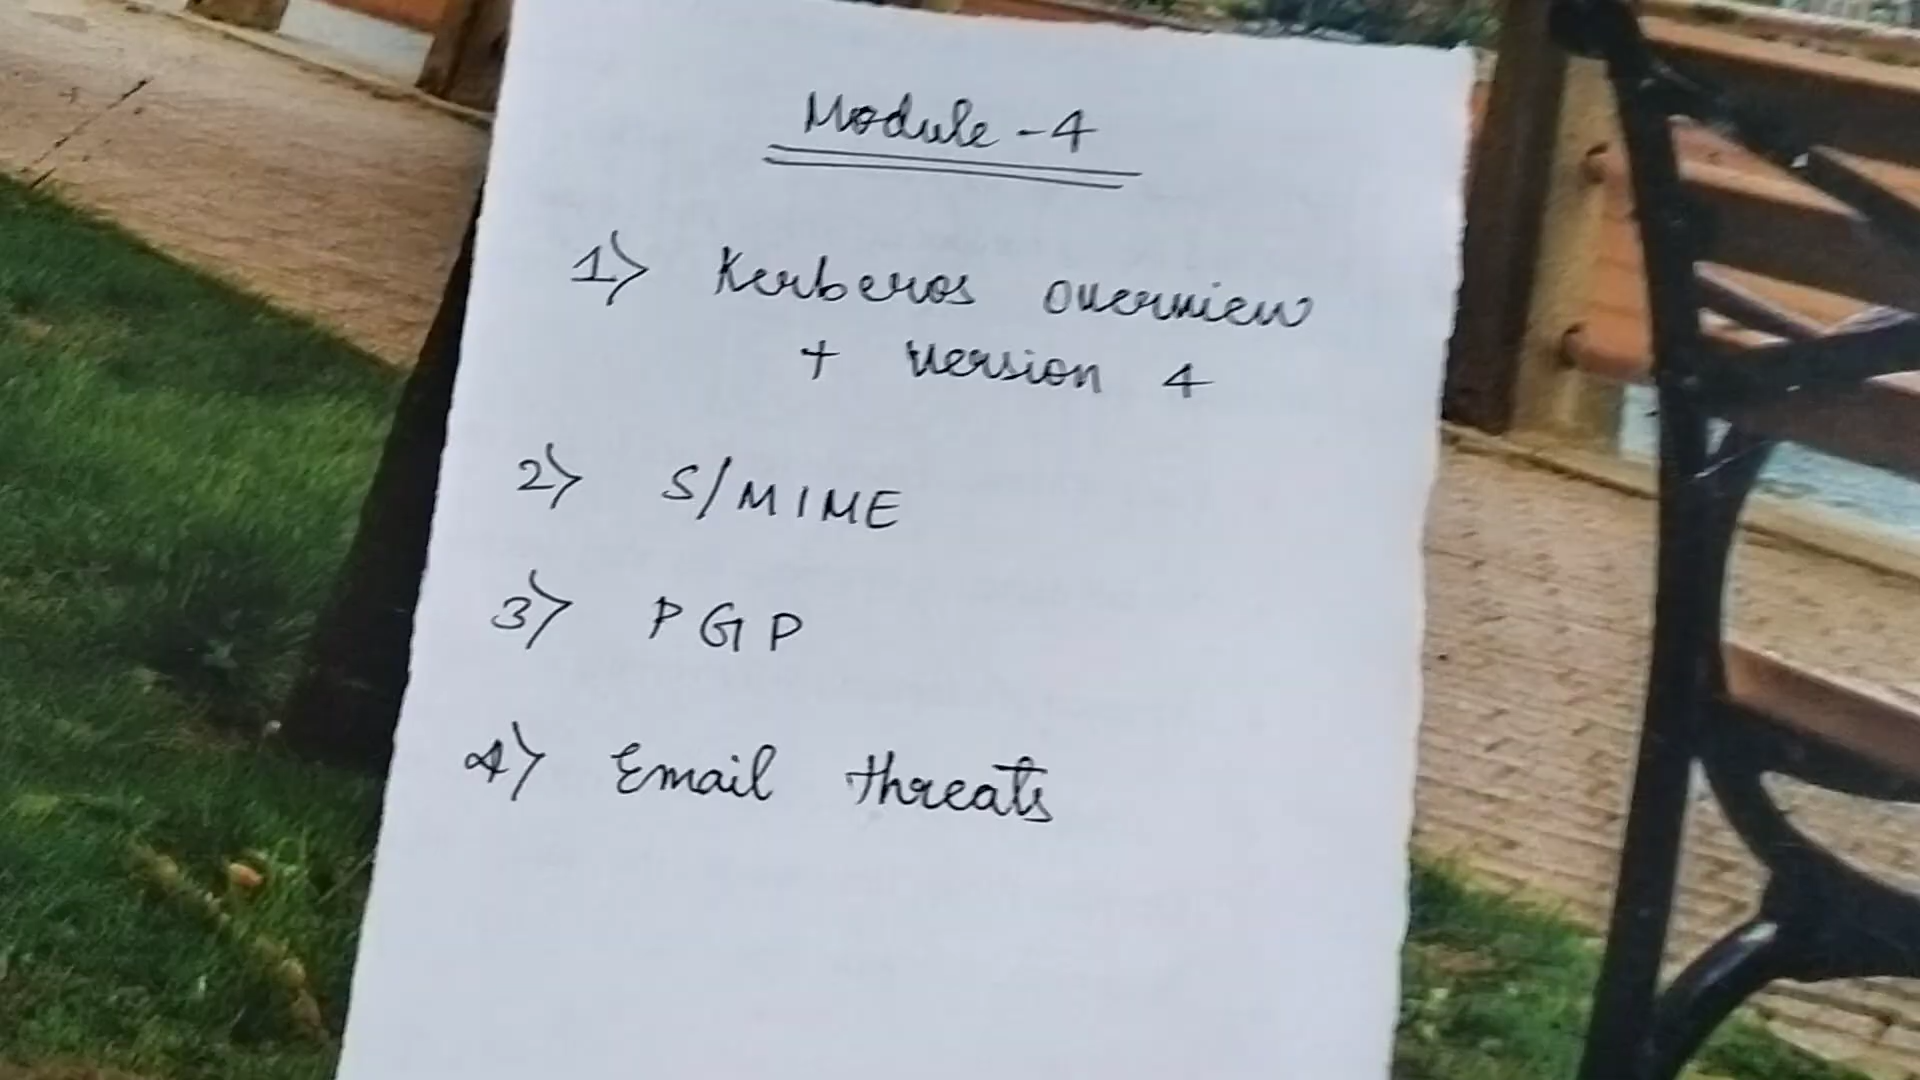 Module - 4
1) Kerberos overview
+ Version 4
2) S/MIME
3) PGP
4) Email threats